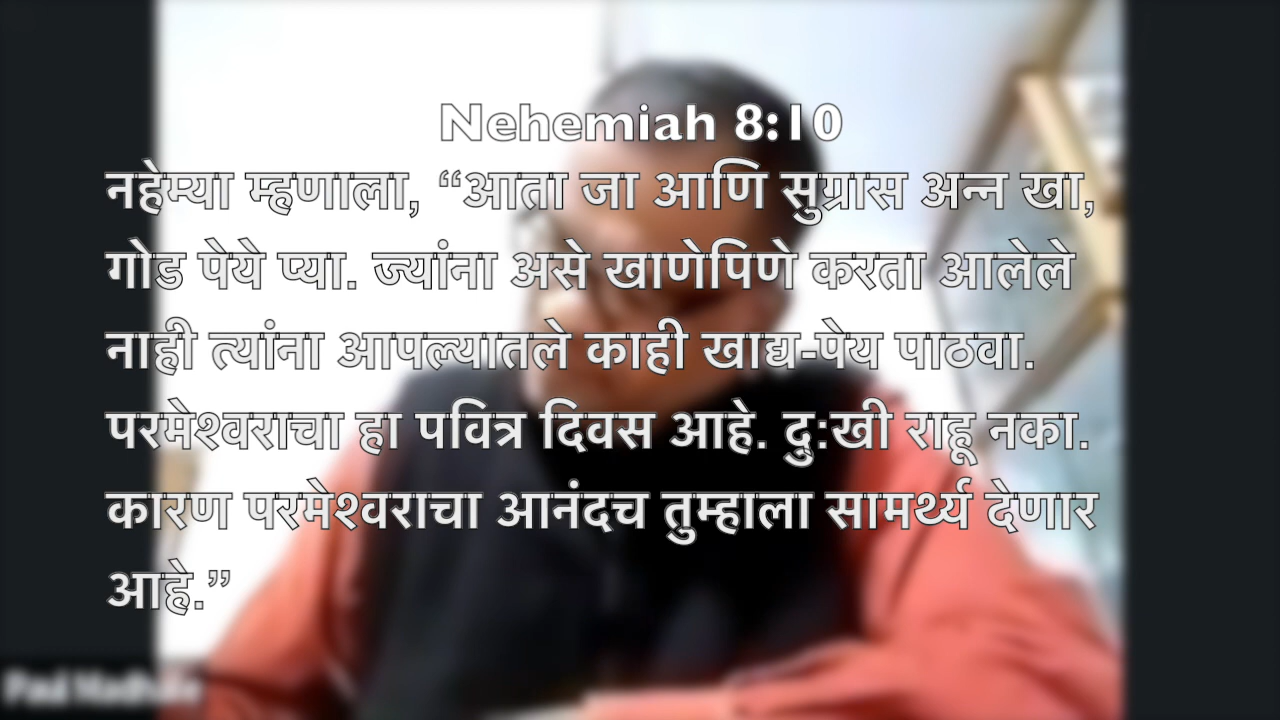 Nehemiah 8:10
नहेम्या म्हणाला, “आता जा आणि सुग्रास अन्न खा,
गोड पेये प्या. ज्यांना असे खाणेपिणे करता आलेले
नाही त्यांना आपल्यातले काही खाद्य-पेय पाठवा.
परमेश्वराचा हा पवित्र दिवस आहे. दु:खी राहू नका.
कारण परमेश्वराचा आनंदच तुम्हाला सामर्थ्य देणार
आहे.”